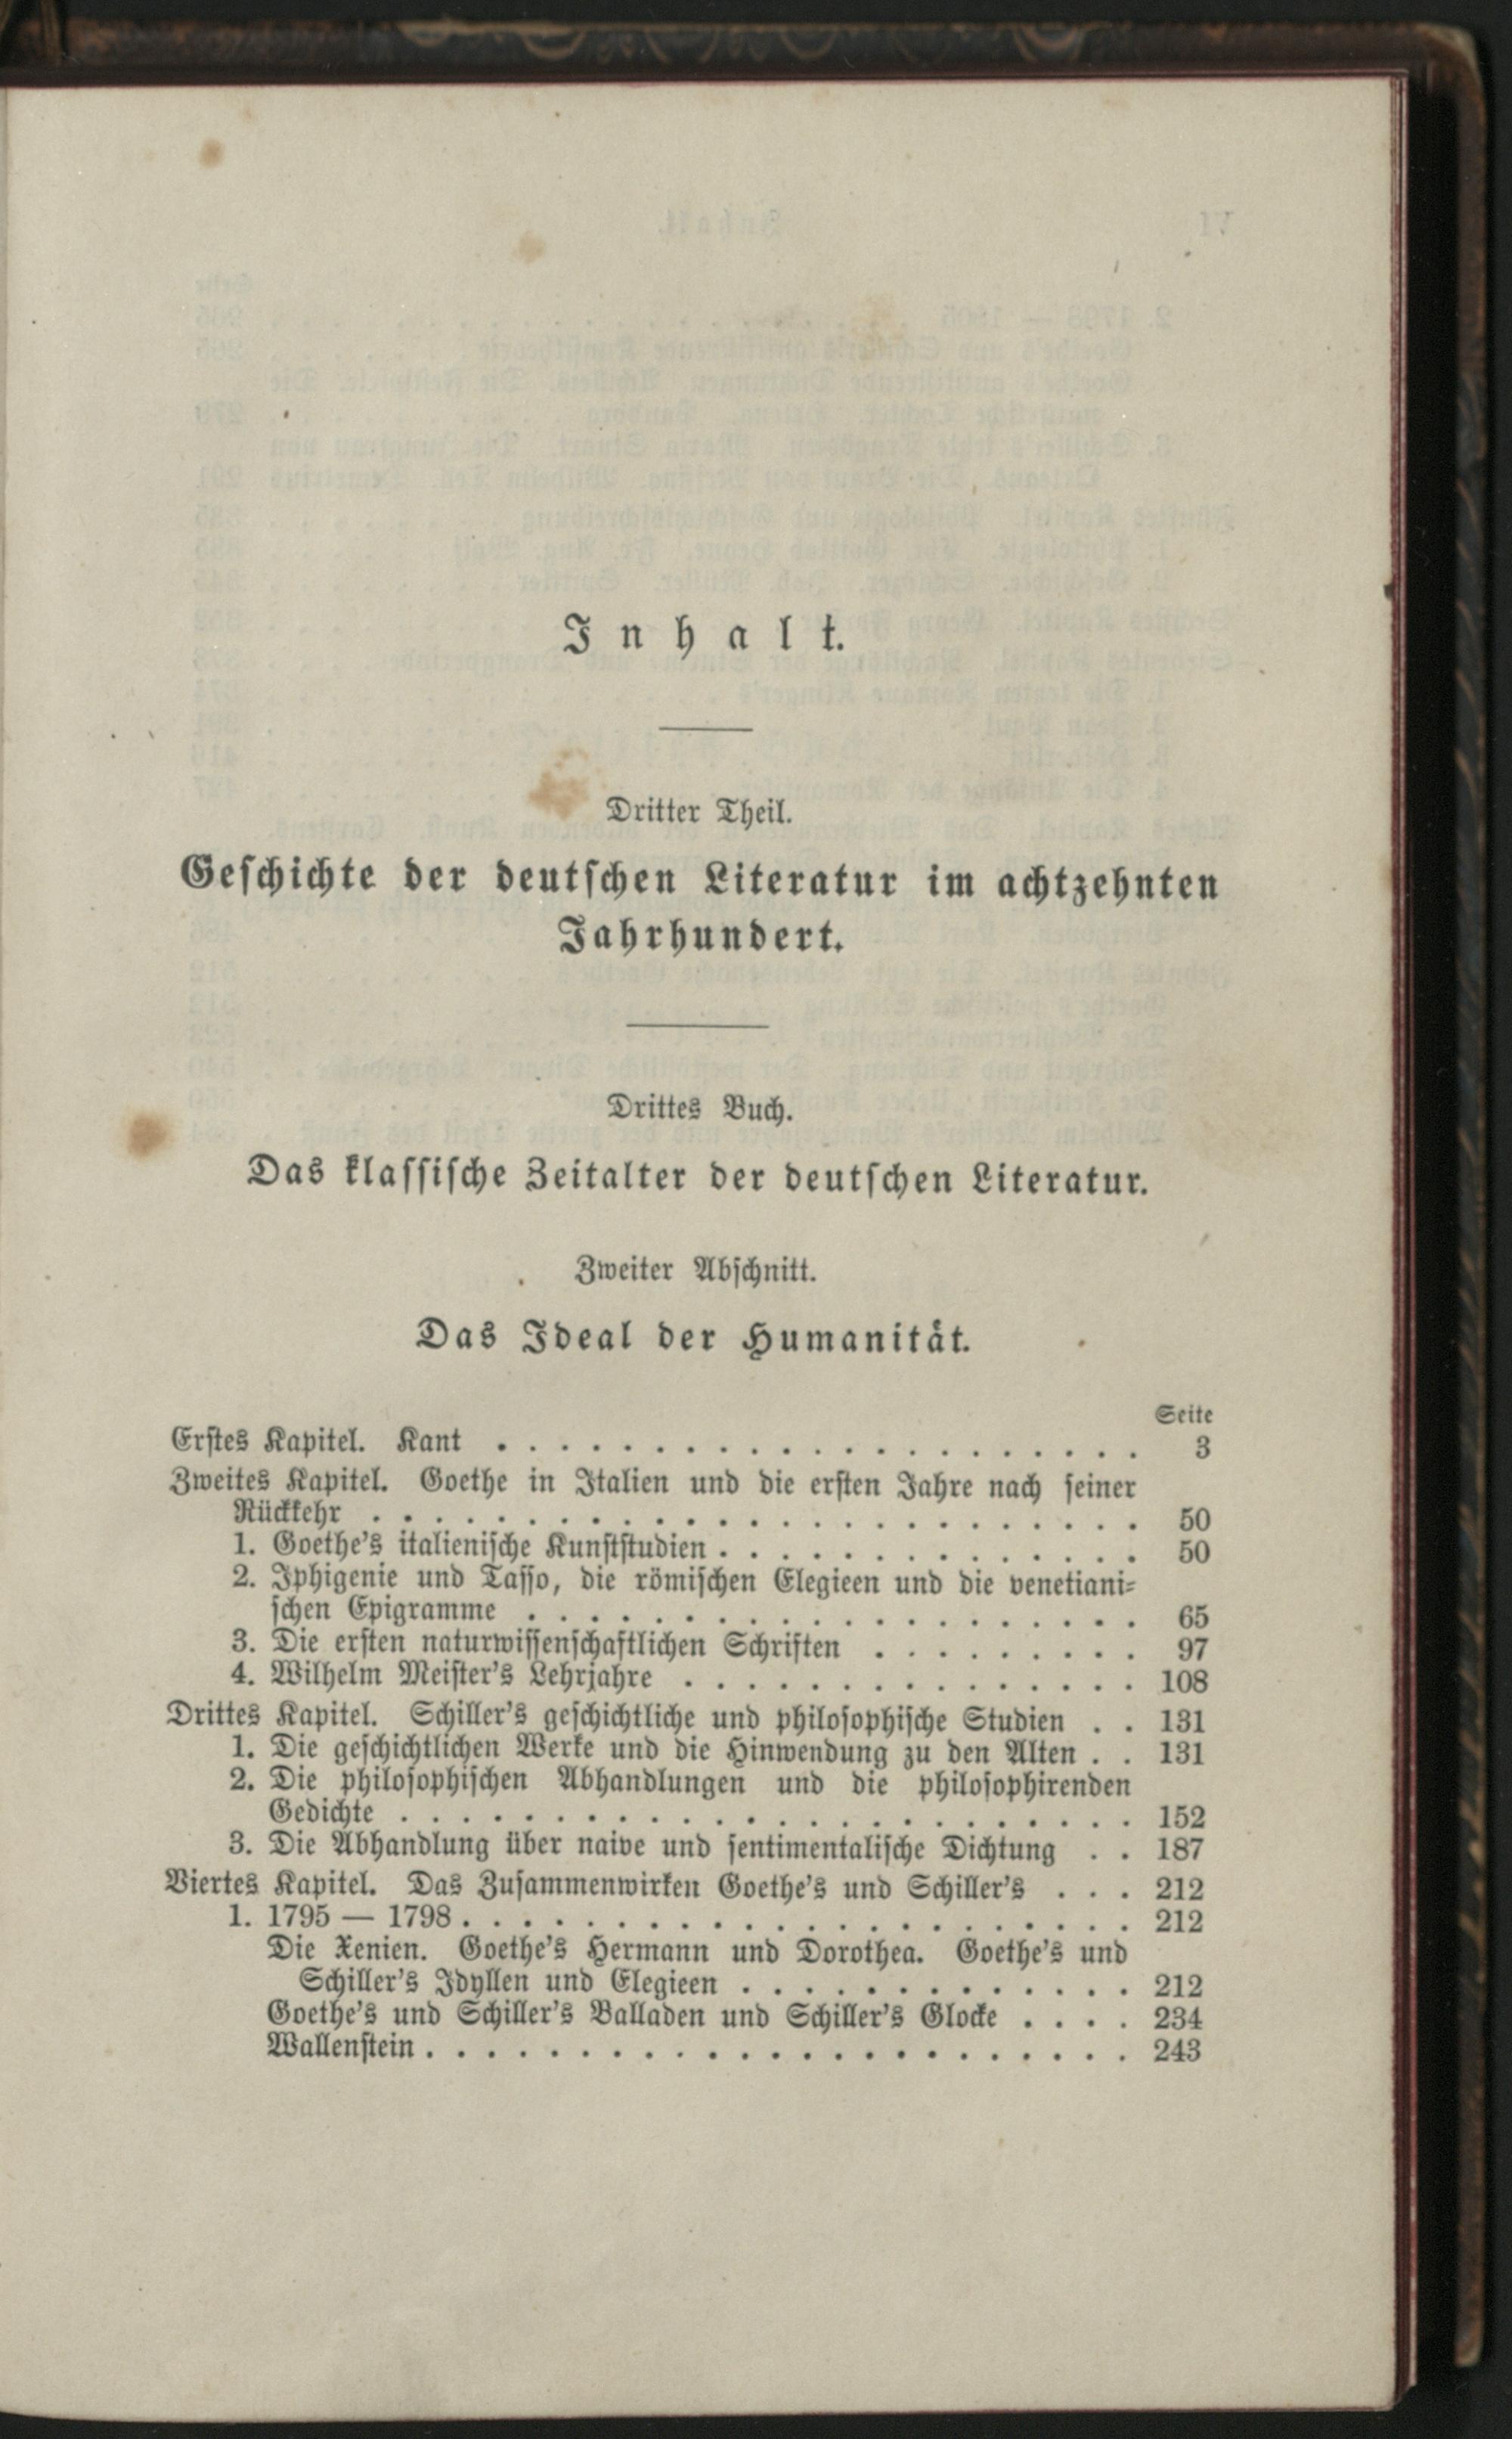 Inhalt.
Dritter Theil.
Geſchichte der deutſchen Literatur im achtzehnten
Jahrhundert.
Drittes Buch.
Das klaſſiſche Zeitalter der deutſchen Literatur.
Zweiter Abſchnitt.
Das Ideal der Humanität.
Seite
Erſtes Kapitel. Kant . . . . . . . . . . . . . . . . . . . . . 3
Zweites Kapitel. Goethe in Italien und die erſten Jahre nach ſeiner
Rückkehr . . . . . . . . . . . . . . . . . . . . . . . . . 50
1. Goethe's italieniſche Kunſtſtudien . . . . . . . . . . . . . . 50
2. Iphigenie und Taſſo, die römiſchen Elegieen und die venetiani⸗
ſchen Epigramme . . . . . . . . . . . . . . . . . . . . 65
3. Die erſten naturwiſſenſchaftlichen Schriften . . . . . . . . . 97
4. Wilhelm Meiſter's Lehrjahre . . . . . . . . . . . . . . . 108
Drittes Kapitel. Schiller's geſchichtliche und philoſophiſche Studien . . 131
1. Die geſchichtlichen Werke und die Hinwendung zu den Alten . . 131
2. Die philoſophiſchen Abhandlungen und die philoſophirenden
Gedichte . . . . . . . . . . . . . . . . . . . . . . . . 152
3. Die Abhandlung über naive und ſentimentaliſche Dichtung . . 187
Viertes Kapitel. Das Zuſammenwirken Goethe's und Schiller's . . . 212
1. 1795 — 1798 . . . . . . . . . . . . . . . . . . . . . . 212
Die Xenien. Goethe's Hermann und Dorothea. Goethe's und
Schiller's Idyllen und Elegieen . . . . . . . . . . . . . 212
Goethe's und Schiller's Balladen und Schiller's Glocke . . . . 234
Wallenſtein . . . . . . . . . . . . . . . . . . . . . . . 243